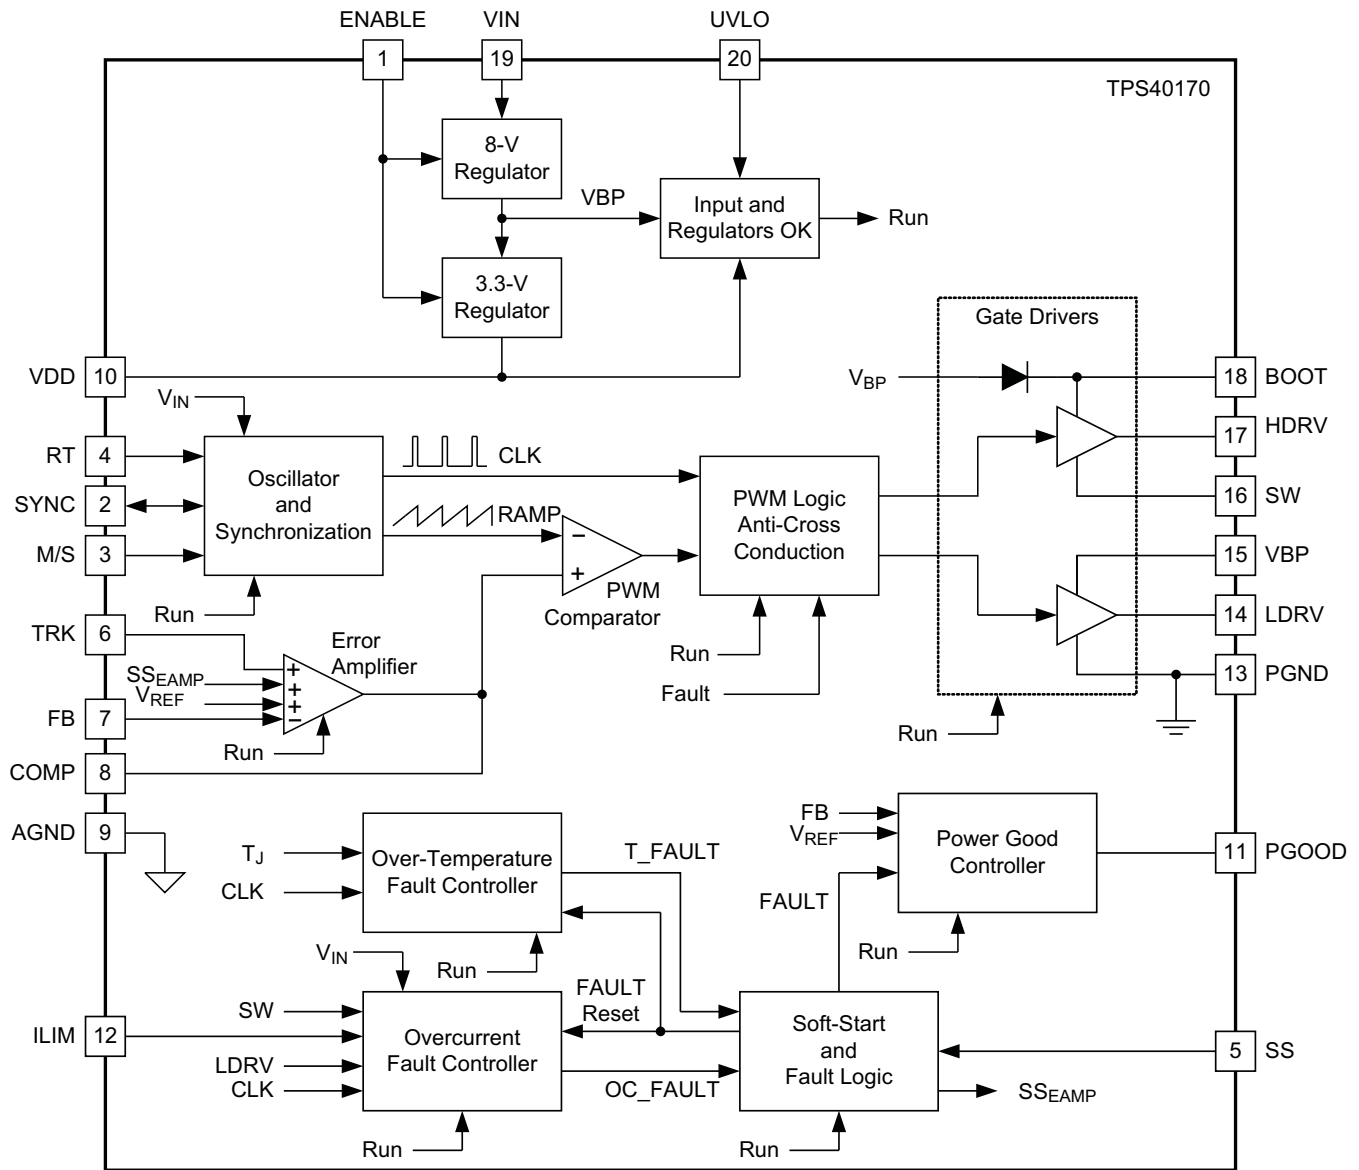 ENABLE
VIN
UVLO
1
19
20
TPS40170
8-V
Regulator
VBP
Input and
Regulators OK
Run
3.3-V
Regulator
Gate Drivers
VDD
10
VIN
VBP
18
BOOT
RT
4
SYNC
2
M/S
3
Oscillator
and
Synchronization
CLK
RAMP
Run
PWM
Comparator
PWM Logic
Anti-Cross
Conduction
Run
Fault
17
HDRV
16
SW
15
VBP
14
LDRV
13
PGND
Run
TRK
6
SSEAMP
VREF
FB
7
Error
Amplifier
+
+
+
−
−
+
Run
COMP
8
AGND
9
TJ
CLK
Over-Temperature
Fault Controller
Run
T_FAULT
FB
VREF
FAULT
Power Good
Controller
Run
11
PGOOD
VIN
SW
ILIM
12
LDRV
CLK
Overcurrent
Fault Controller
Run
FAULT
Reset
OC_FAULT
Soft-Start
and
Fault Logic
Run
5
SS
SSEAMP